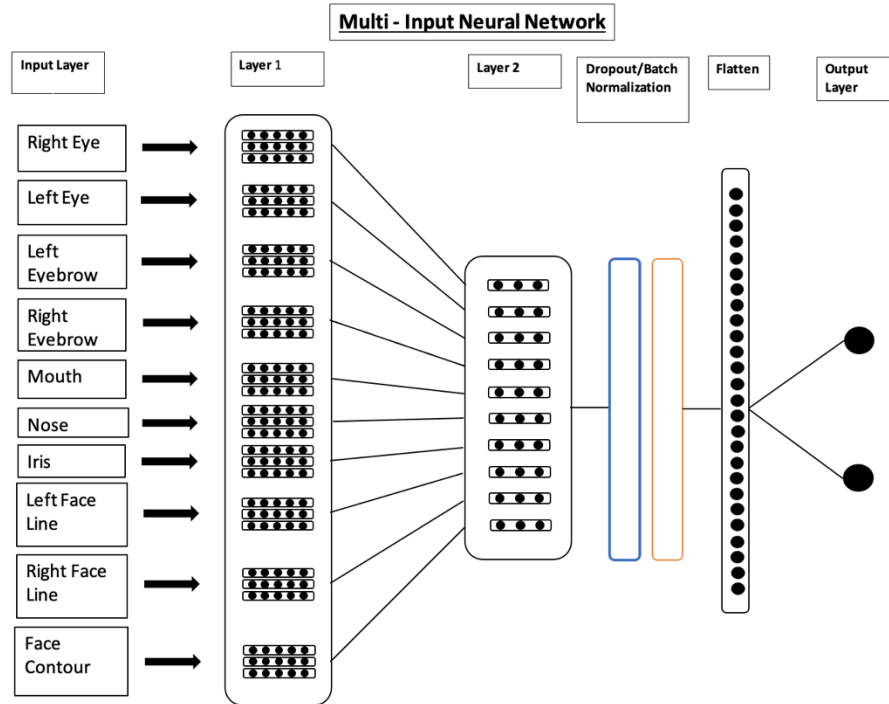 Multi - Input Neural Network
Input Layer
Layer 1
Layer 2
Dropout/Batch
Normalization
Flatten
Output
Layer
Right Eye
Left Eye
Left
Eyebrow
Right
Evebrow
Mouth
Nose
Iris
Left Face
Line
Right Face
Line
Face
Contour